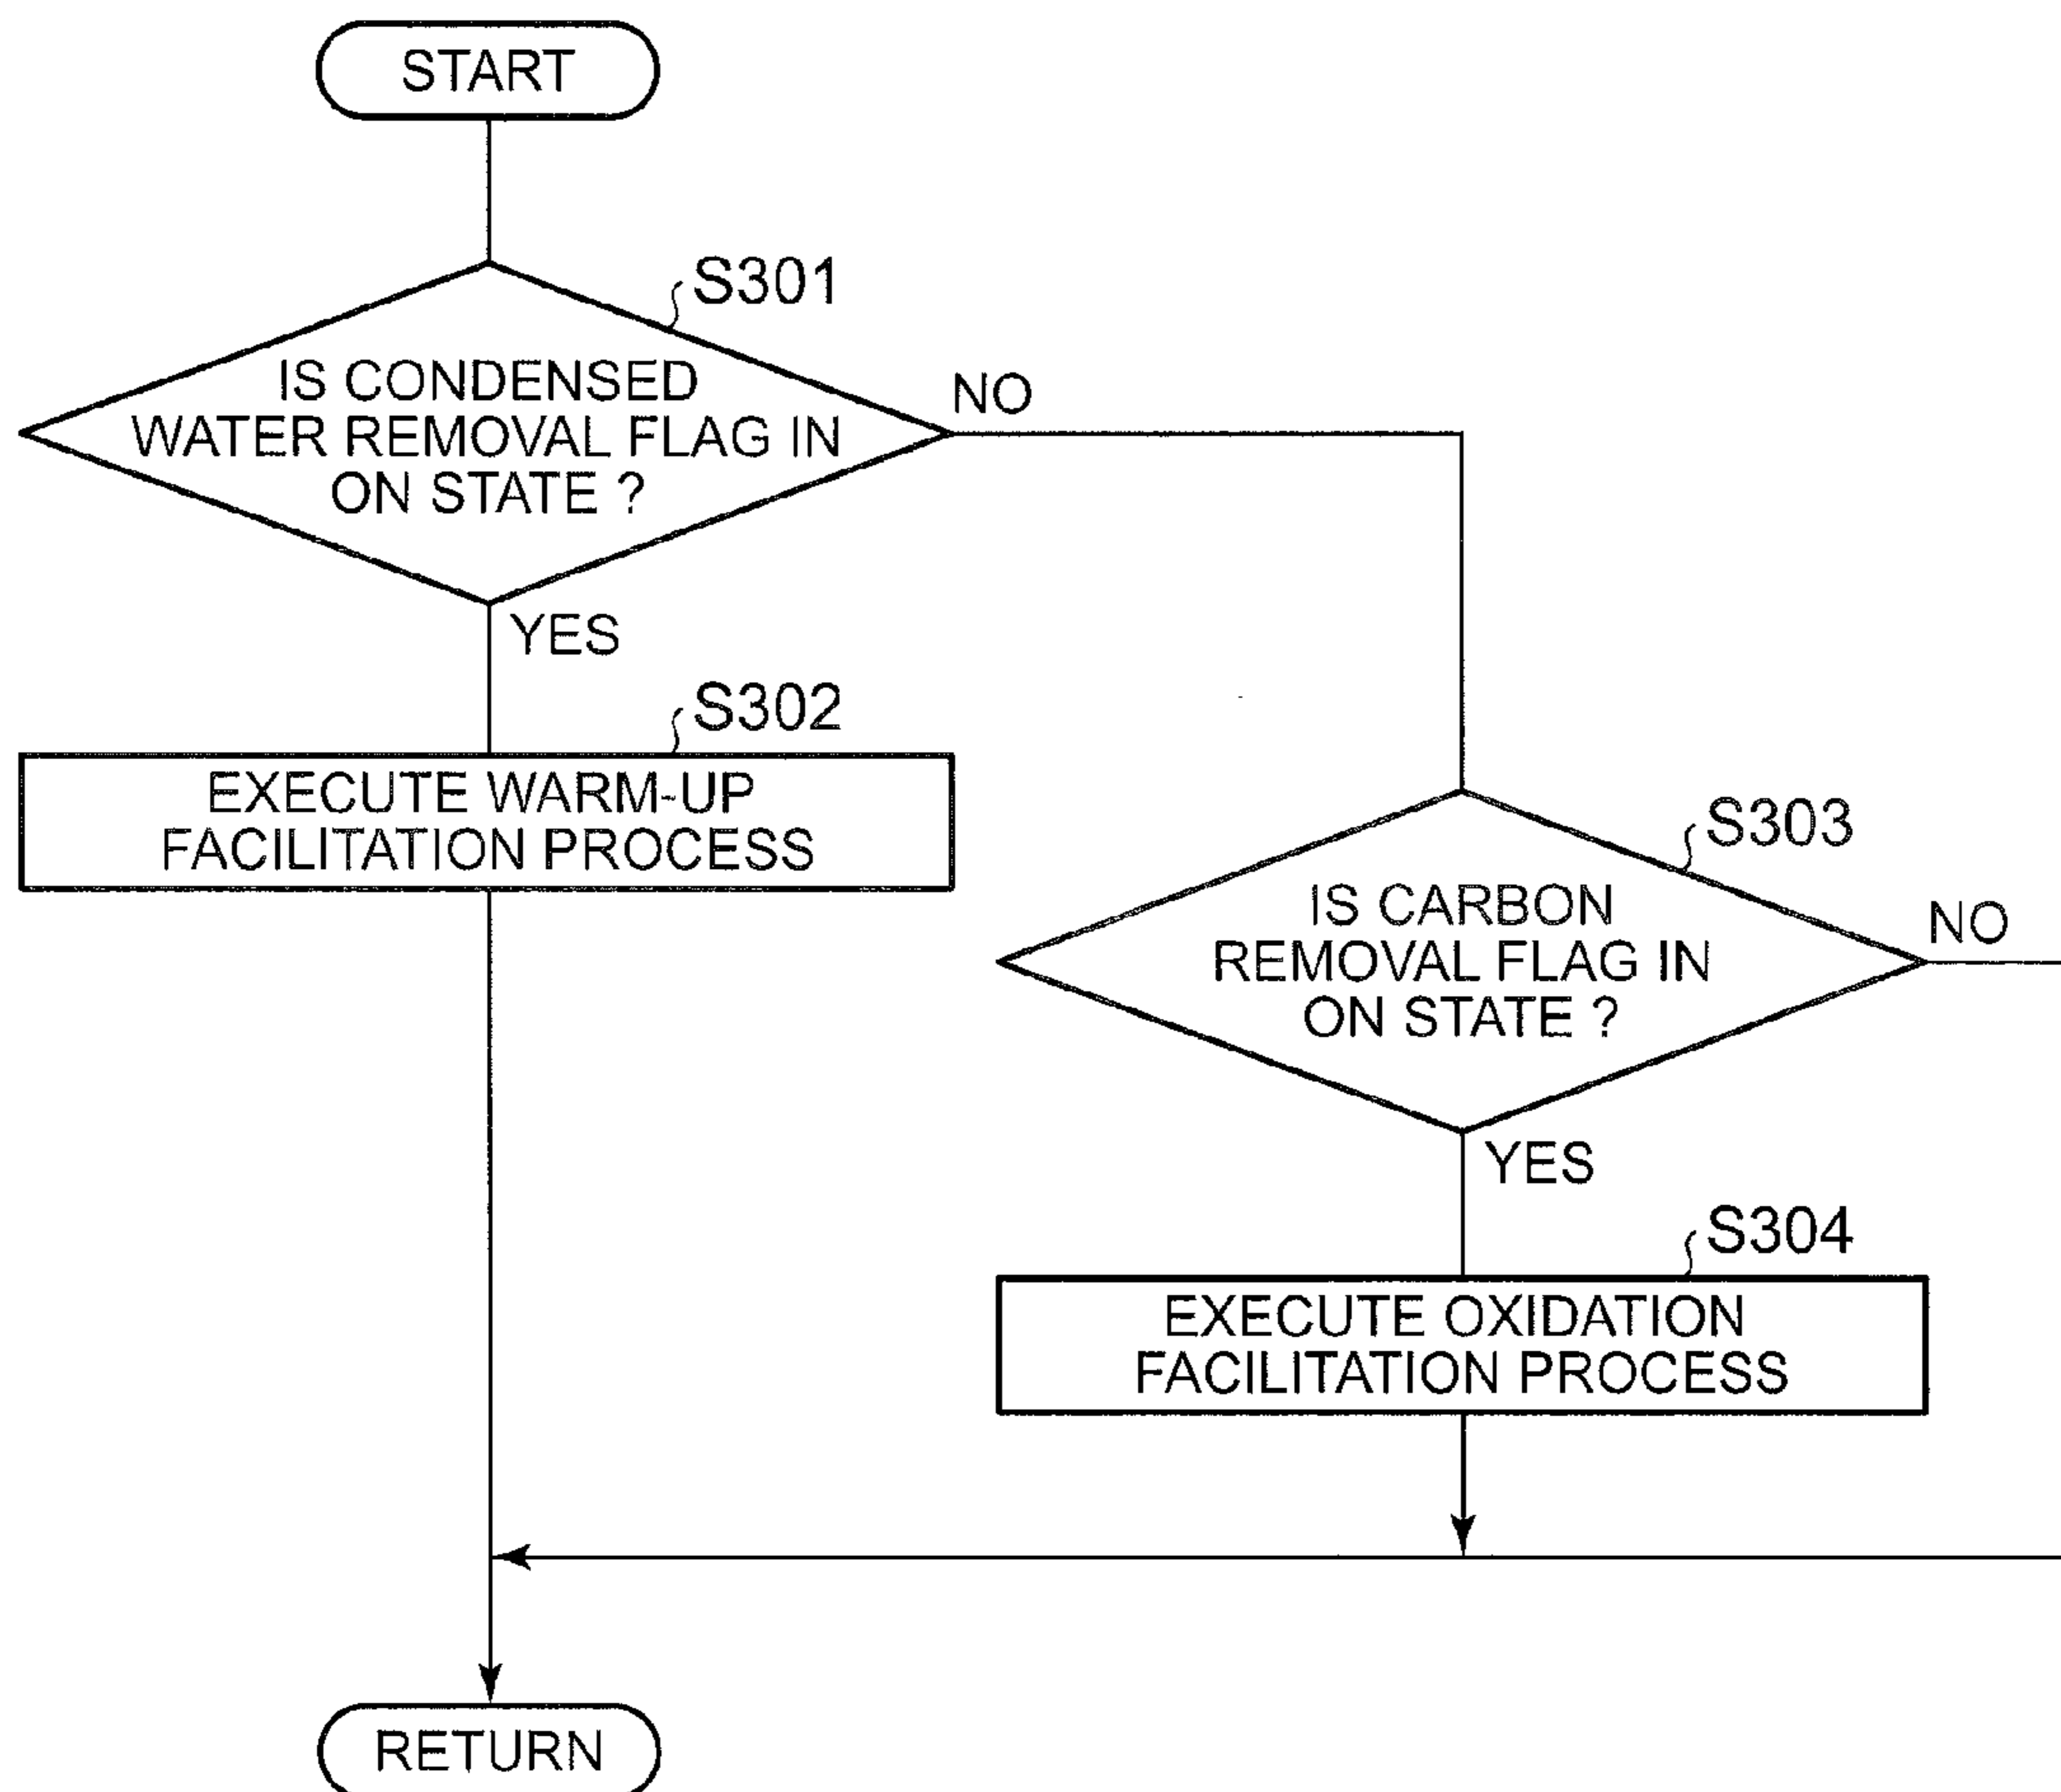 START
S301
IS CONDENSED
WATER REMOVAL FLAG IN
ON STATE ?
NO
YES
S302
EXECUTE WARM-UP
FACILITATION PROCESS
S303
IS CARBON
REMOVAL FLAG IN
ON STATE ?
NO
YES
S304
EXECUTE OXIDATION
FACILITATION PROCESS
RETURN